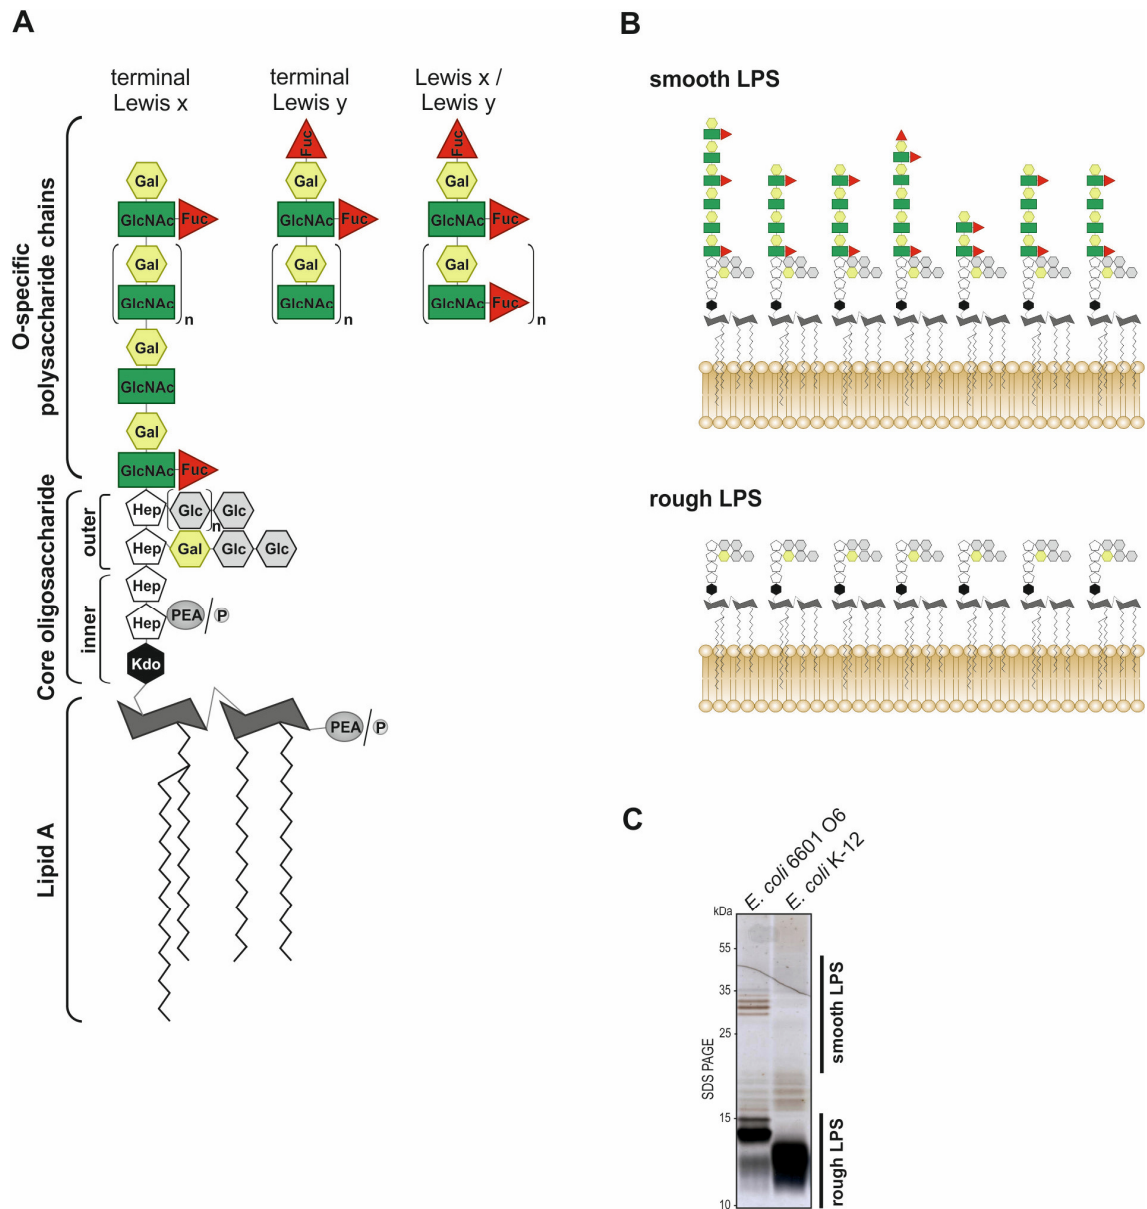 A
terminal
Lewis x
terminal
Lewis y
Lewis x /
Lewis y
O-specific
polysaccharide chains
Fuc
Fuc
Gal
Gal
Gal
GlcNAc
Fuc
GlcNAc
Fuc
GlcNAc
Fuc
Gal
Gal
Gal
GlcNAc
GlcNAc
GlcNAc
Fuc
n
n
n
Gal
GlcNAc
Gal
GlcNAc
Fuc
Core oligosaccharide
outer
Hep
Glc
n
Glc
Hep
Gal
Glc
Glc
inner
Hep
Hep
PEA
/
P
Kdo
Lipid A
PEA
/
P
B
smooth LPS
rough LPS
C
E. coli 6601 O6
E. coli K-12
kDa
55
35
25
15
10
SDS PAGE
smooth LPS
rough LPS